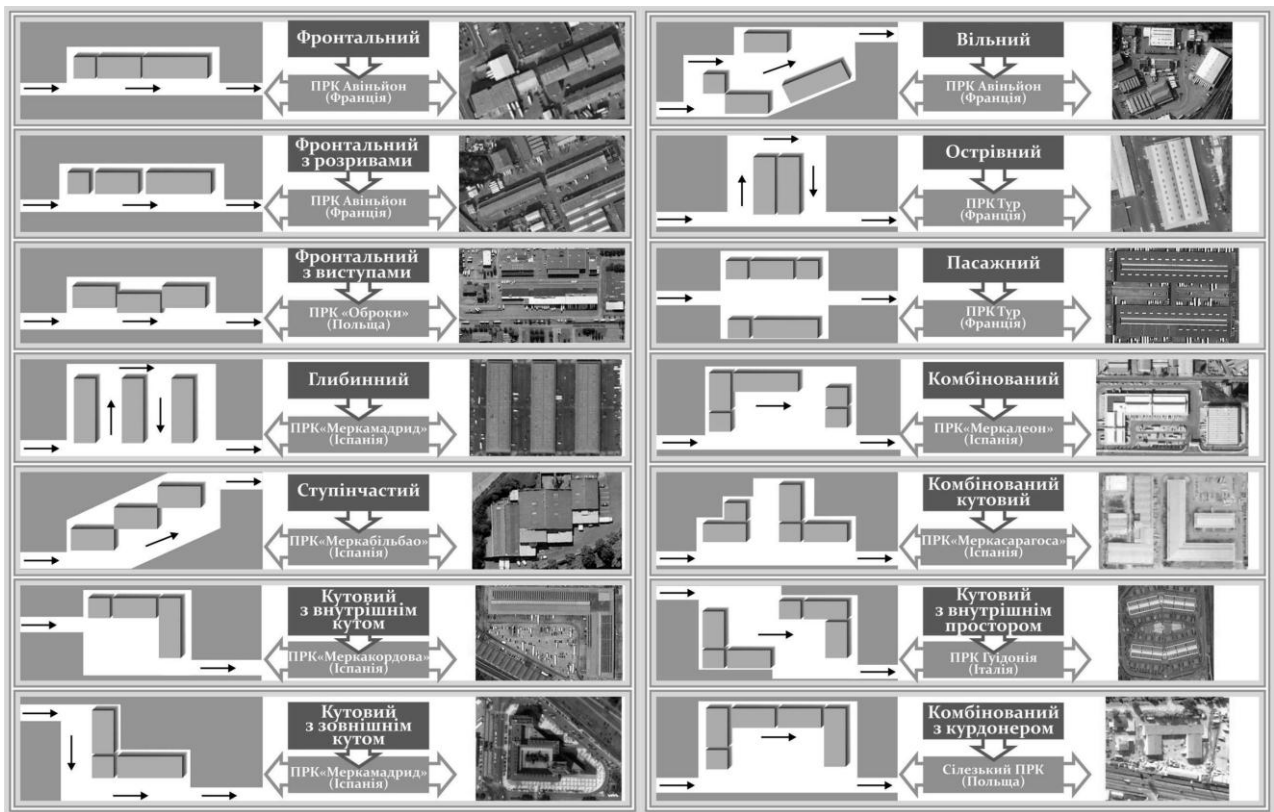 Фронтальний
ПРК Авіньйон
(Франція)
Фронтальний
з розривами
ПРК Авіньйон
(Франція)
Фронтальний
з виступами
ПРК «Оброки»
(Польща)
Глибинний
ПРК«Меркамадрид»
(Іспанія)
Ступінчастий
ПРК«Меркабільбао»
(Іспанія)
Кутовий
з внутрішнім
кутом
ПРК«Меркакордова»
(Іспанія)
Кутовий
з зовнішнім
кутом
ПРК«Меркамадрид»
(Іспанія)
Вільний
ПРК Авіньйон
(Франція)
Острівний
ПРК Тур
(Франція)
Пасажний
ПРК Тур
(Франція)
Комбінований
ПРК«Меркалеон»
(Іспанія)
Комбінований
кутовий
ПРК«Меркасарагоса»
(Іспанія)
Кутовий
з внутрішнім
простором
ПРК Гуідонія
(Італія)
Комбінований
з курдонером
Сілезький ПРК
(Польща)